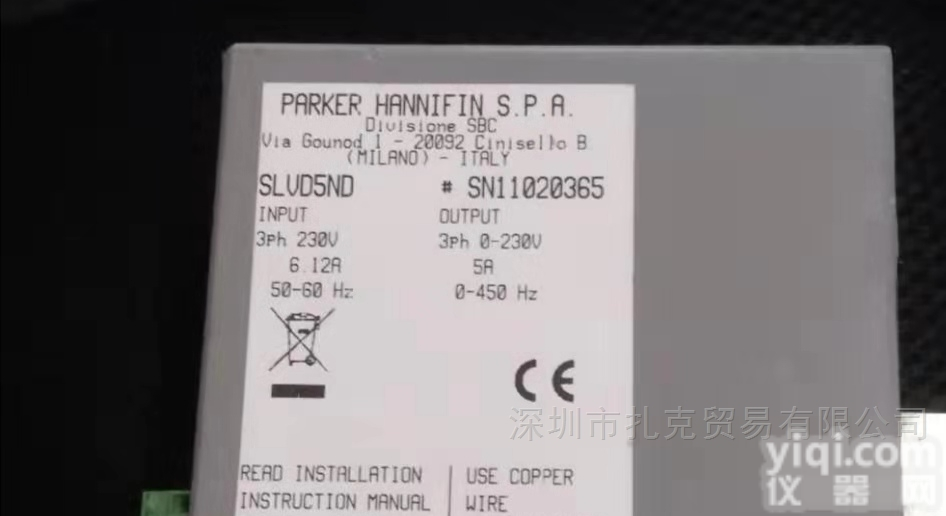 PARKER HANNIFIN S.P.A.
Divisione SBC
Via Gounod 1 - 20092 Cinisello B
(MILANO) - ITALY
SLVD5ND # SN11020365
INPUT OUTPUT
3Ph 230V 3Ph 0-230V
6.12A 5A
50-60 Hz 0-450 Hz
CE
深圳市扎克贸易有限公司
yiqi.com
仪器网
READ INSTALLATION USE COPPER
INSTRUCTION MANUAL WIRE